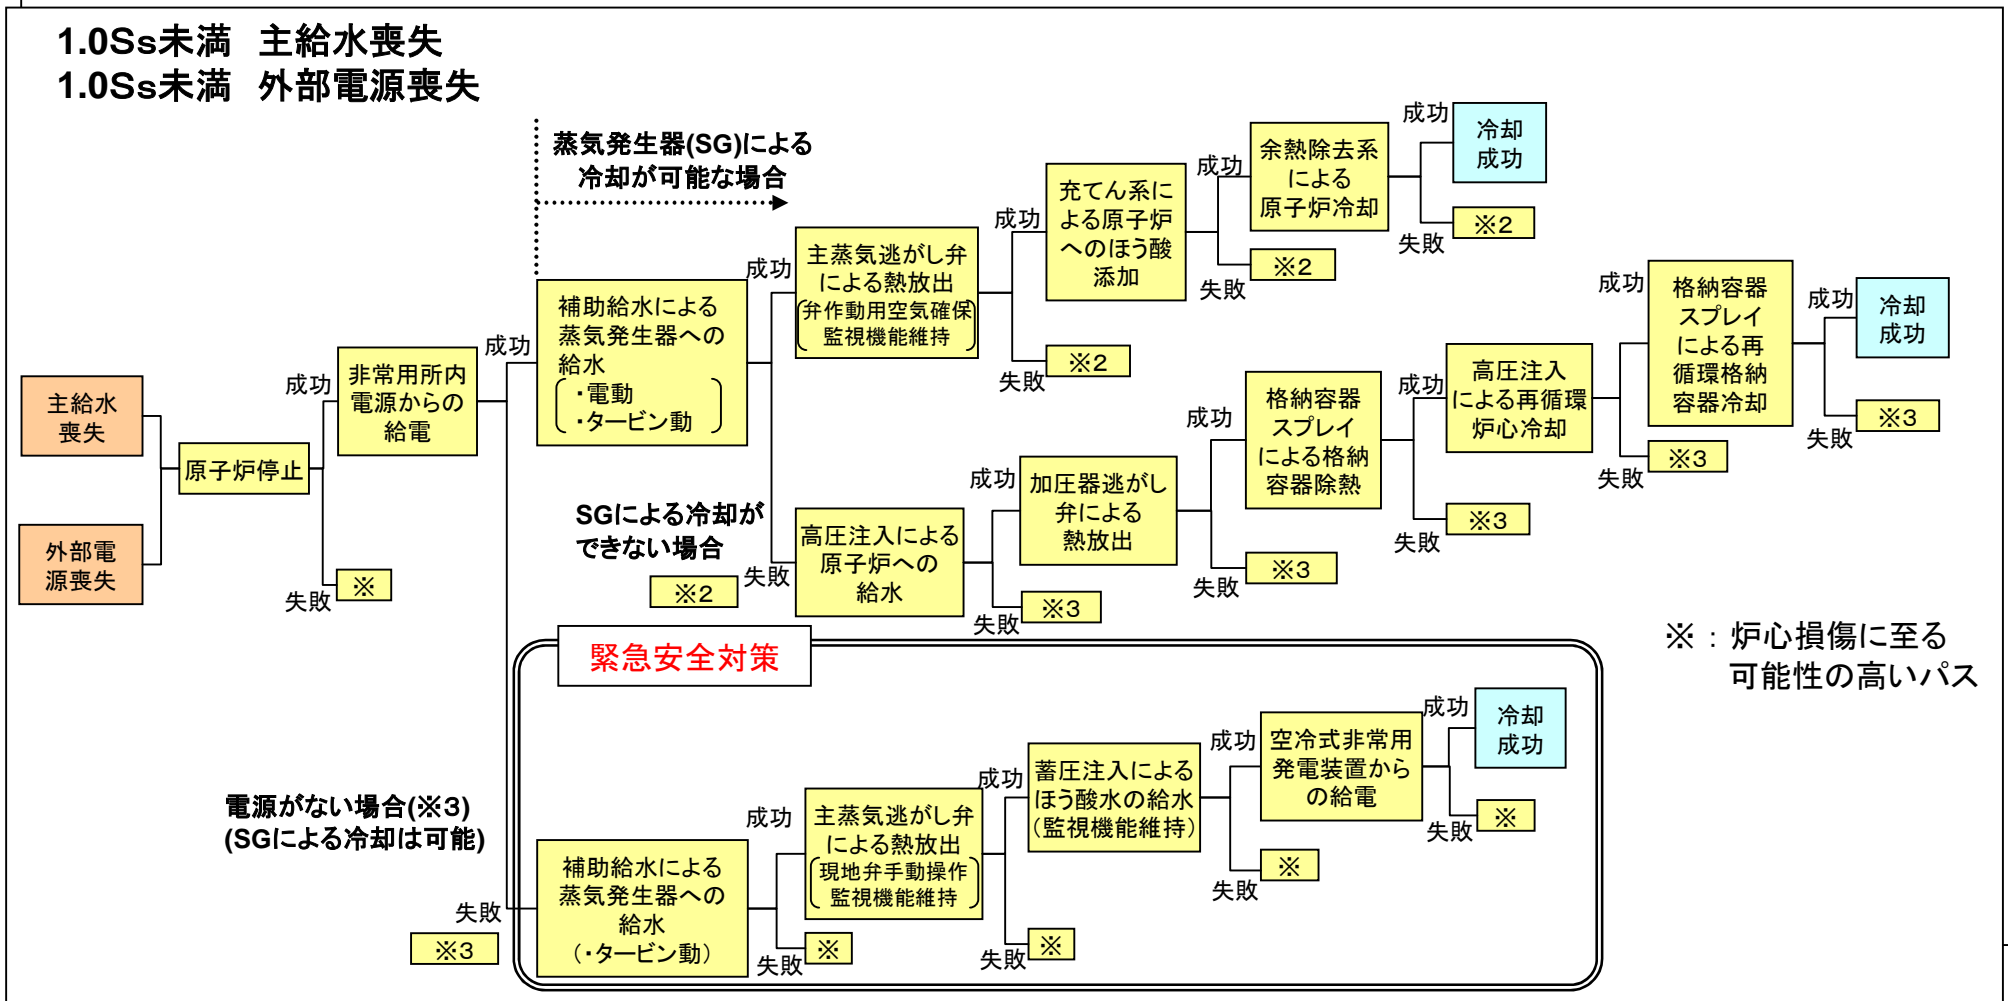 1.0Ss未満　主給水喪失
1.0Ss未満　外部電源喪失
蒸気発生器(SG)による
冷却が可能な場合
主給水
喪失
外部電
源喪失
原子炉停止
成功
失敗
※
非常用所内
電源からの
給電
成功
失敗
※3
補助給水による
蒸気発生器への
給水
・電動
・タービン動
成功
失敗
※2
主蒸気逃がし弁
による熱放出
弁作動用空気確保
監視機能維持
成功
失敗
※2
充てん系に
よる原子炉
へのほう酸
添加
成功
失敗
※2
余熱除去系
による
原子炉冷却
成功
失敗
※2
冷却
成功
SGによる冷却が
できない場合
高圧注入による
原子炉への
給水
成功
失敗
※3
加圧器逃がし
弁による
熱放出
成功
失敗
※3
格納容器
スプレイ
による格納
容器除熱
成功
失敗
※3
高圧注入
による再循環
炉心冷却
成功
失敗
※3
格納容器
スプレイ
による再
循環格納
容器冷却
成功
失敗
※3
冷却
成功
※：炉心損傷に至る
可能性の高いパス
緊急安全対策
電源がない場合(※3)
(SGによる冷却は可能)
補助給水による
蒸気発生器への
給水
(・タービン動)
成功
失敗
※
主蒸気逃がし弁
による熱放出
現地弁手動操作
監視機能維持
成功
失敗
※
蓄圧注入による
ほう酸水の給水
(監視機能維持)
成功
失敗
※
空冷式非常用
発電装置から
の給電
成功
失敗
※
冷却
成功